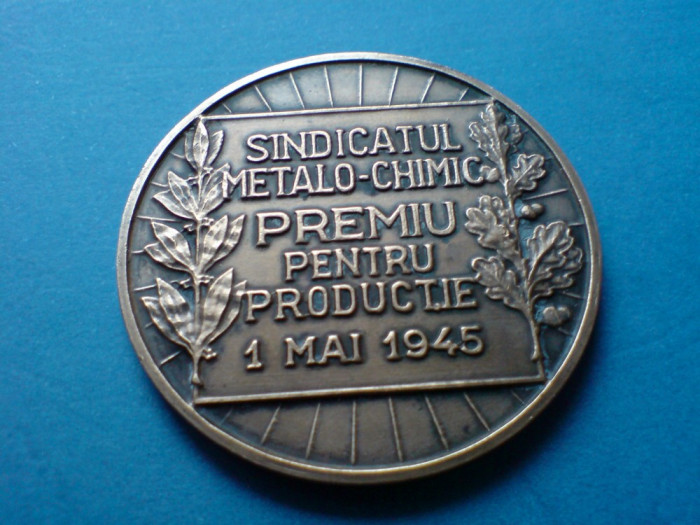 SINDICATUL
METALO-CHIMIC
PREMIU
PENTRU
PRODUCȚIE
1 MAI 1945